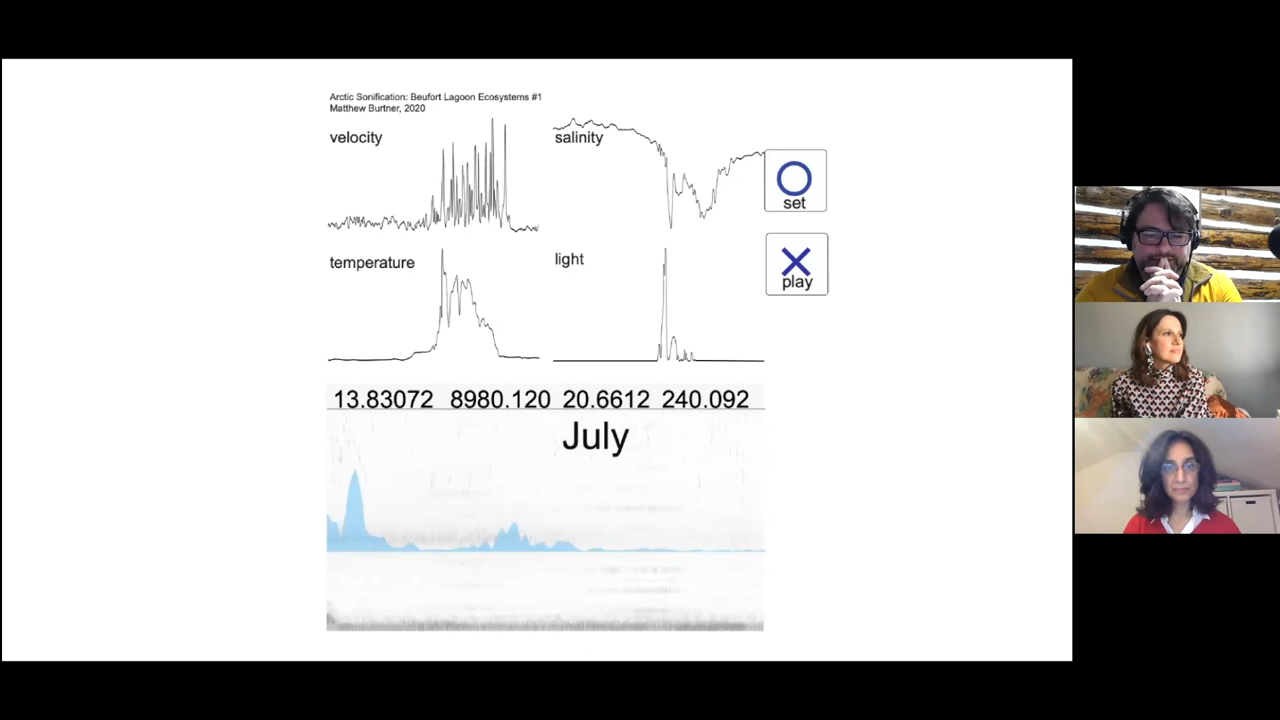 Arctic Sonification: Beufort Lagoon Ecosystems #1
Matthew Burtner, 2020
velocity
salinity
set
temperature
light
play
13.83072 8980.120 20.6612 240.092
July